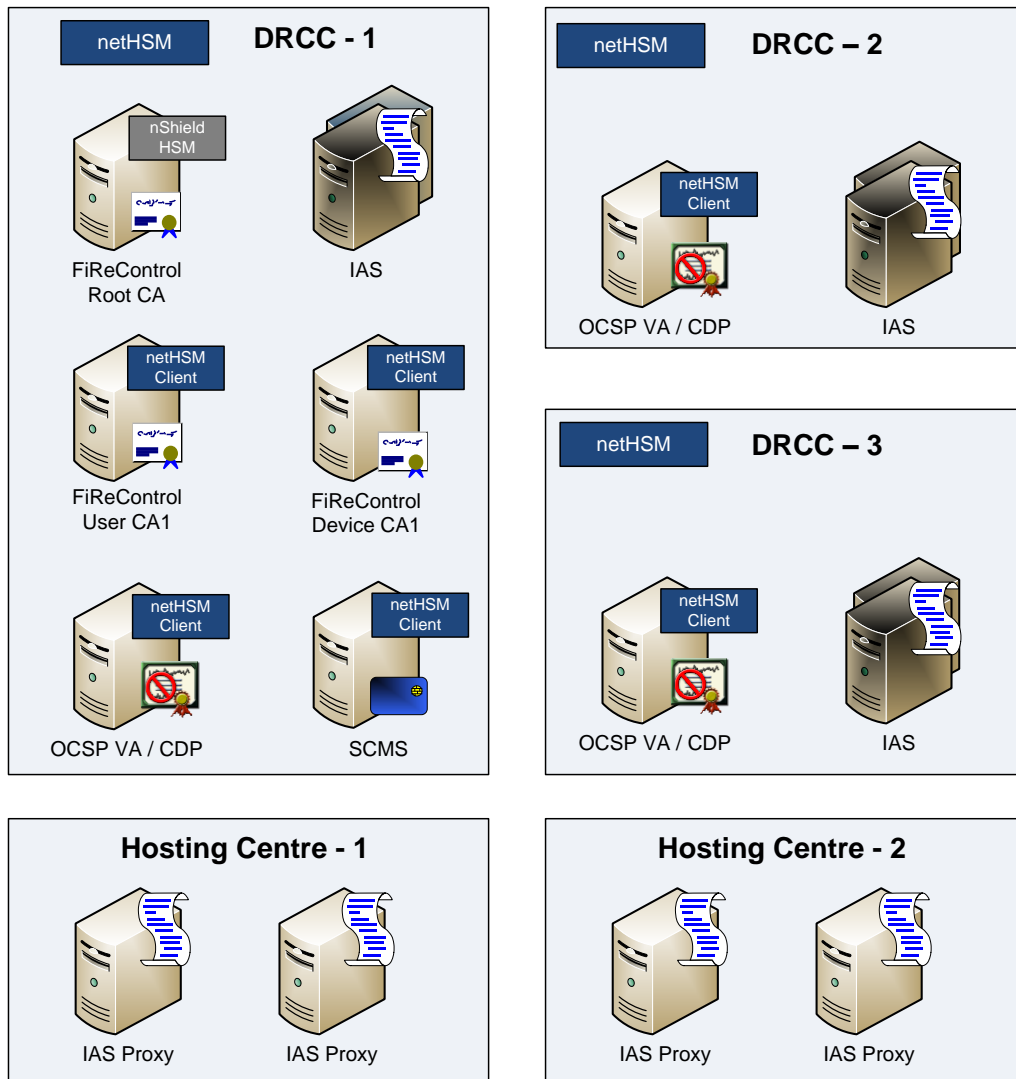 netHSM
DRCC - 1
nShield
HSM
FiReControl
Root CA
IAS
netHSM
Client
FiReControl
User CA1
netHSM
Client
FiReControl
Device CA1
netHSM
Client
OCSP VA / CDP
netHSM
Client
SCMS
netHSM
DRCC – 2
netHSM
Client
OCSP VA / CDP
IAS
netHSM
DRCC – 3
netHSM
Client
OCSP VA / CDP
IAS
Hosting Centre - 1
IAS Proxy
IAS Proxy
Hosting Centre - 2
IAS Proxy
IAS Proxy